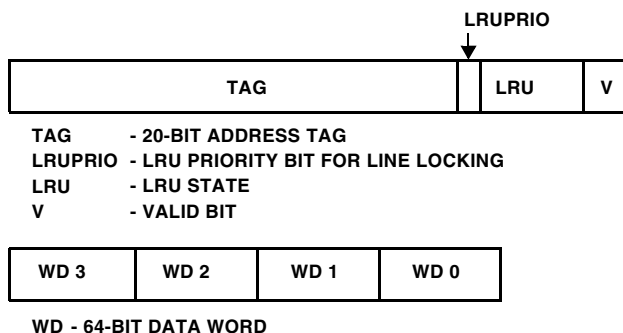 LRUPRIO
TAG LRU V
TAG - 20-BIT ADDRESS TAG
LRUPRIO - LRU PRIORITY BIT FOR LINE LOCKING
LRU - LRU STATE
V - VALID BIT
WD 3 WD 2 WD 1 WD 0
WD - 64-BIT DATA WORD